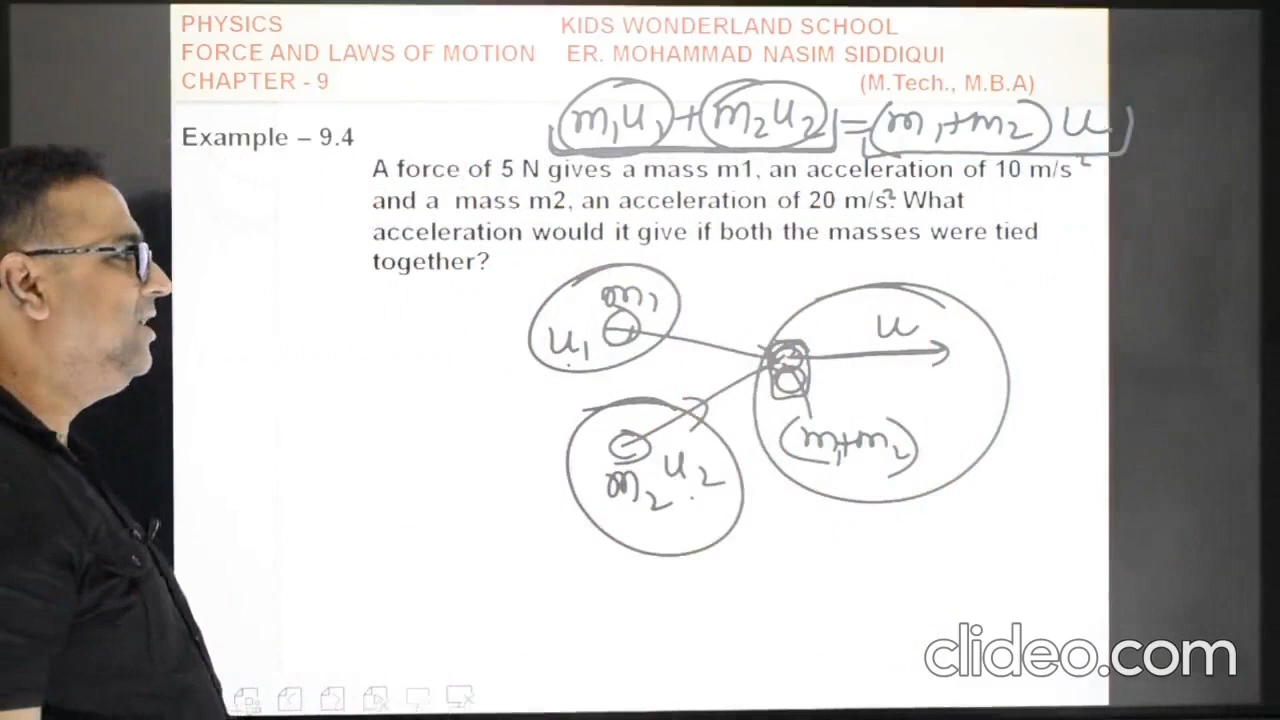 PHYSICS KIDS WONDERLAND SCHOOL
FORCE AND LAWS OF MOTION ER. MOHAMMAD NASIM SIDDIQUI
CHAPTER - 9 (M.Tech., M.B.A)
m₁u₁ + m₂u₂ = (m₁+m₂) u
Example – 9.4
A force of 5 N gives a mass m1, an acceleration of 10 m/s²
and a mass m2, an acceleration of 20 m/s². What
acceleration would it give if both the masses were tied
together?
m₁
u₁
u
(m₁+m₂)
m₂ u₂
clideo.com